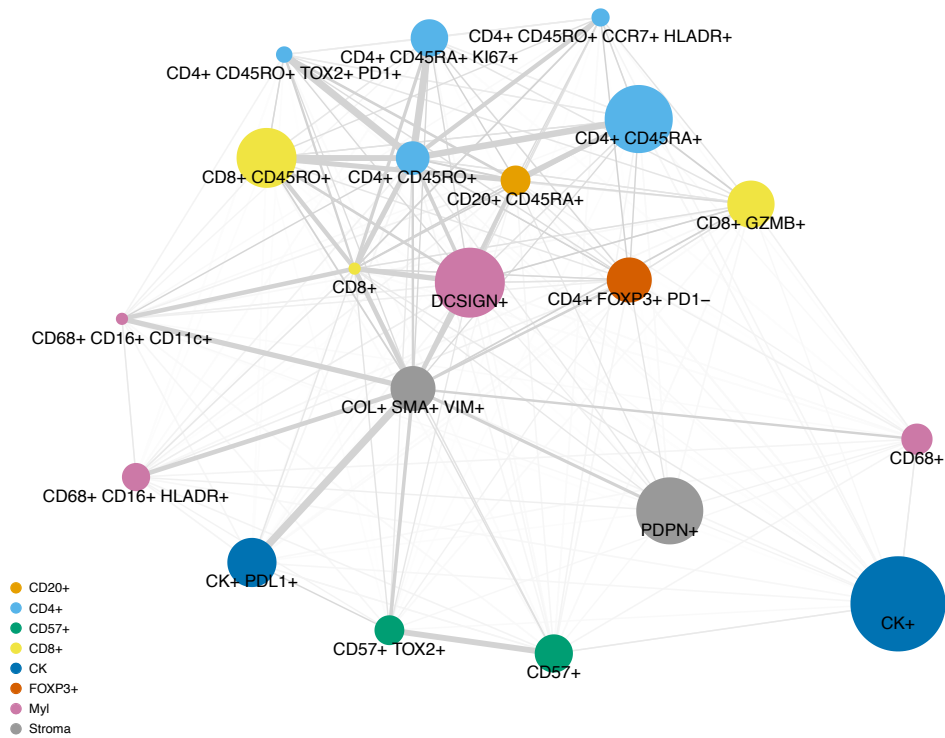 CD4+ CD45RO+ CCR7+ HLADR+
CD4+ CD45RA+ KI67+
CD4+ CD45RO+ TOX2+ PD1+
CD4+ CD45RA+
CD8+ CD45RO+
CD4+ CD45RO+
CD20+ CD45RA+
CD8+ GZMB+
CD8+
DCSIGN+
CD4+ FOXP3+ PD1−
CD68+ CD16+ CD11c+
COL+ SMA+ VIM+
CD68+
CD68+ CD16+ HLADR+
PDPN+
CK+ PDL1+
CK+
CD57+ TOX2+
CD57+
CD20+
CD4+
CD57+
CD8+
CK
FOXP3+
Myl
Stroma